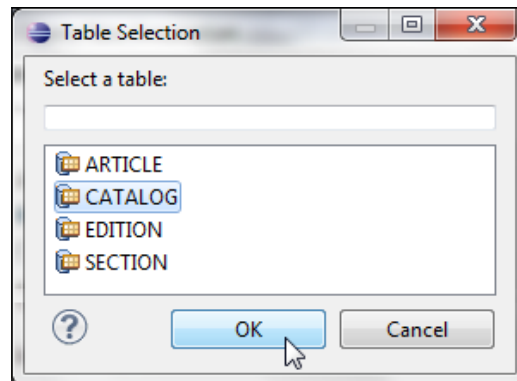 Table Selection
Select a table:
ARTICLE
CATALOG
EDITION
SECTION
OK
Cancel